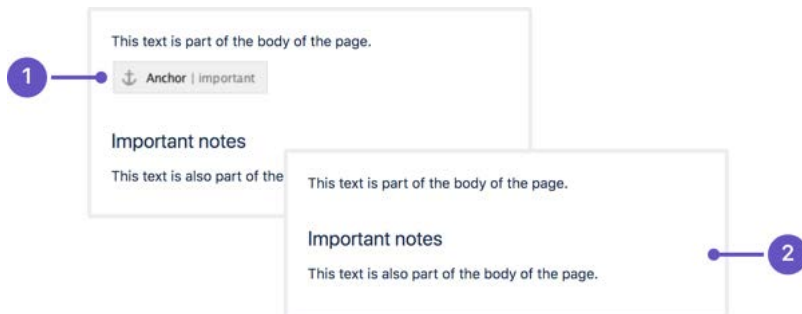 This text is part of the body of the page.
1
Anchor | important
Important notes
This text is also part of the
This text is part of the body of the page.
Important notes
2
This text is also part of the body of the page.